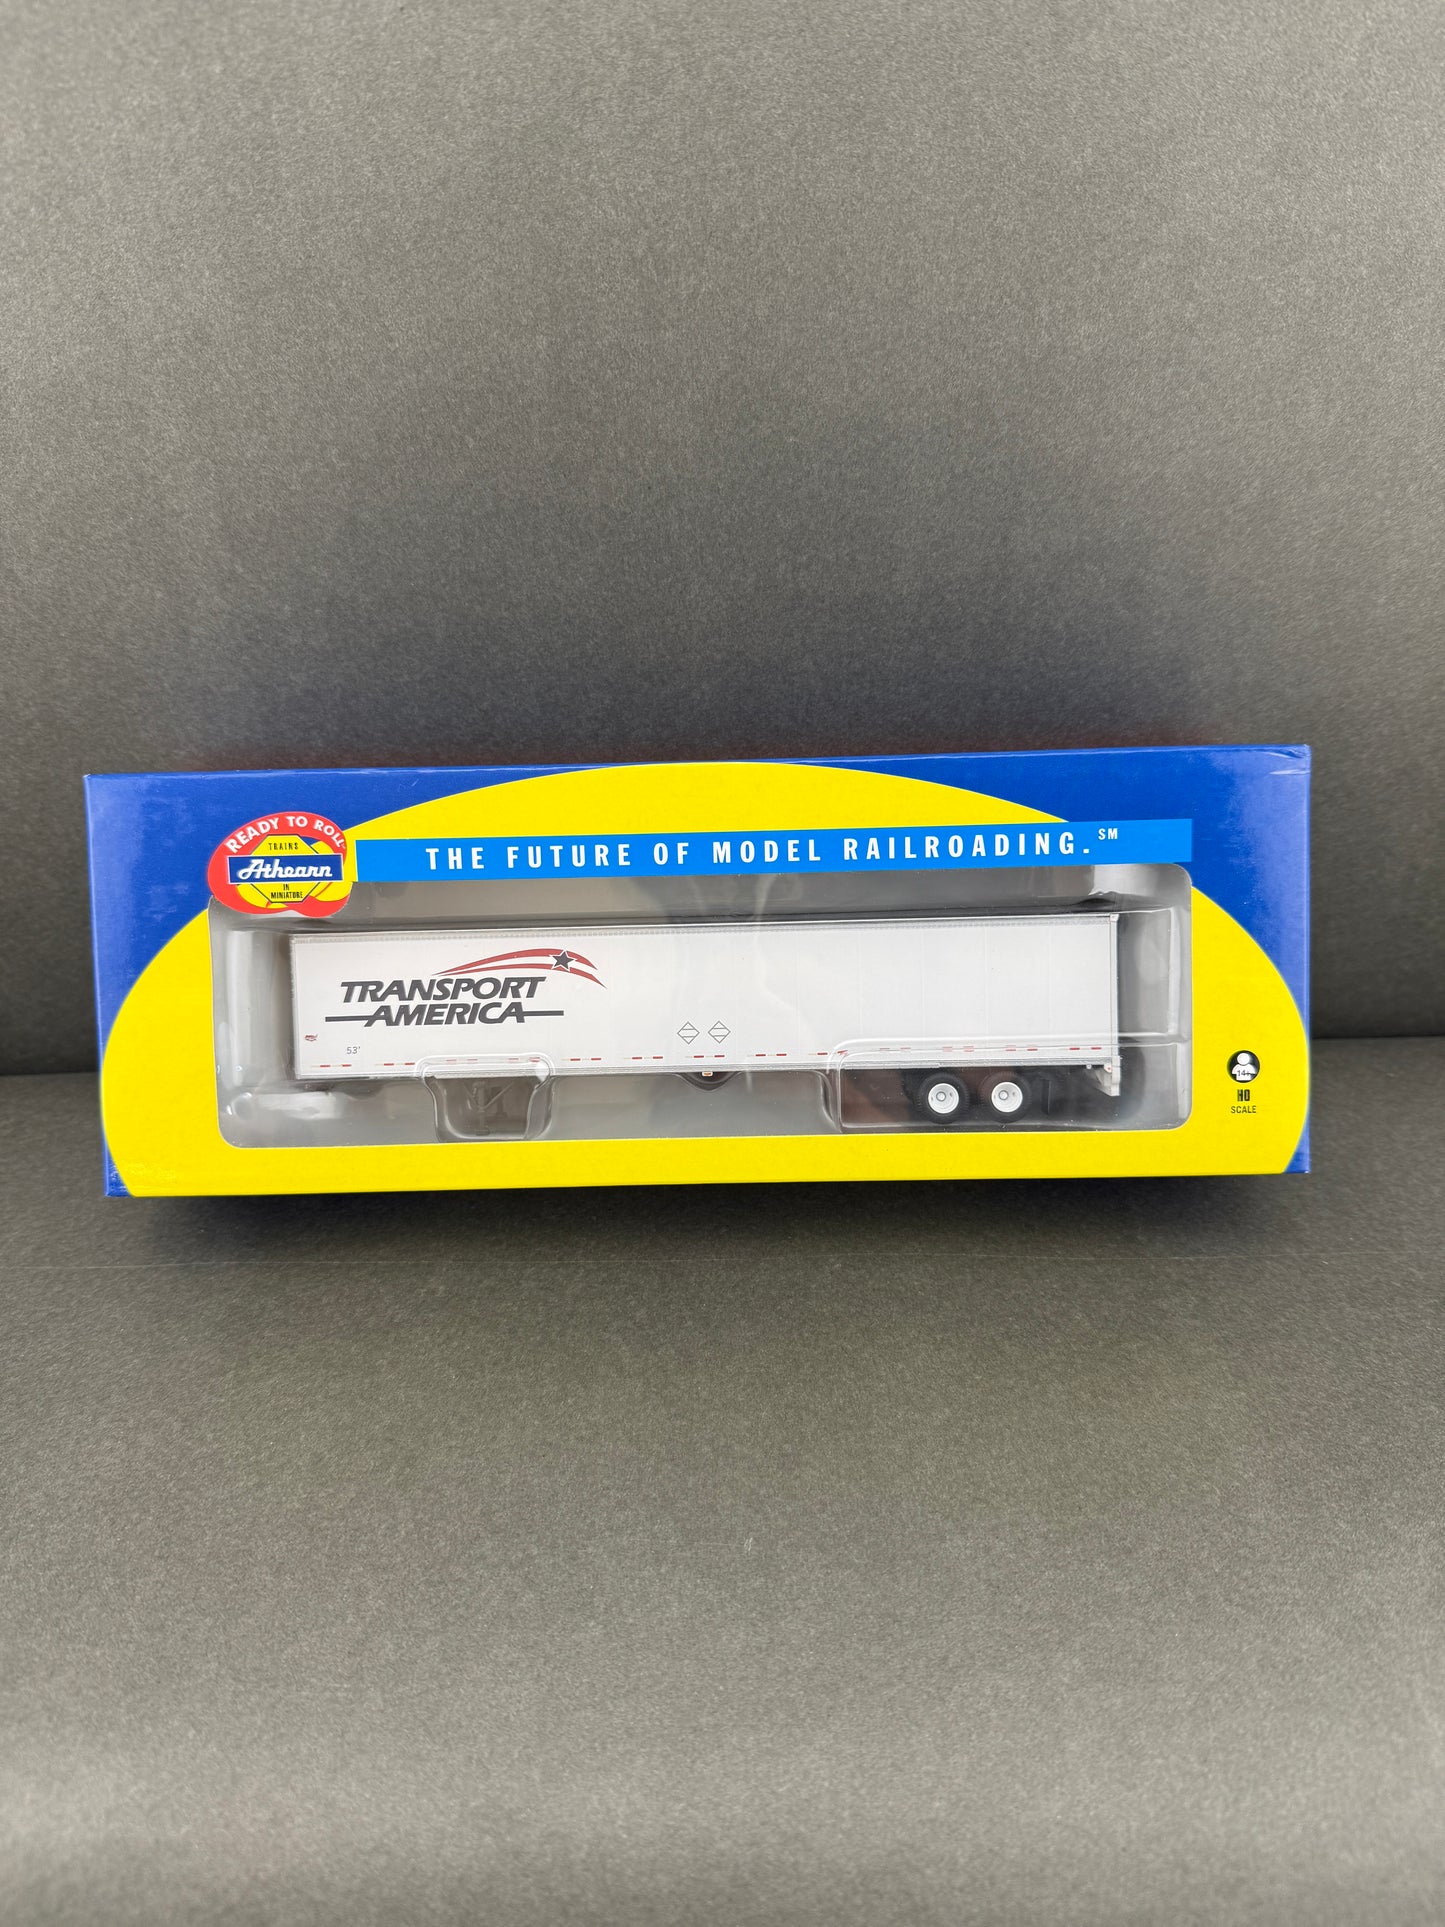 READY TO ROLL
TRAINS
Athearn
IN
MINIATURE
THE FUTURE OF MODEL RAILROADING.℠
TRANSPORT
AMERICA
53'
14+
HO
SCALE